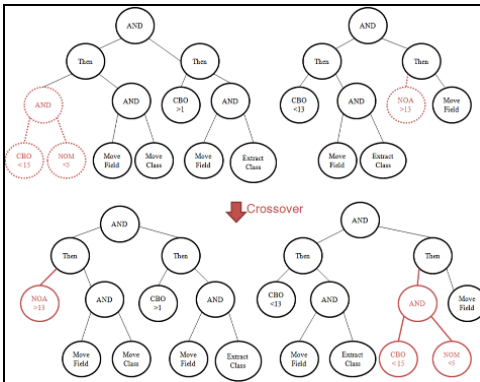 AND
AND
Then
Then
Then
Then
AND
AND
CBO
>1
AND
CBO
<13
AND
NOA
>13
Move
Field
CBO
<15
NOM
<5
Move
Field
Move
Class
Move
Field
Extract
Class
Move
Field
Extract
Class
Crossover
AND
AND
Then
Then
Then
Then
NOA
>13
AND
CBO
>1
AND
CBO
<13
AND
AND
Move
Field
Move
Field
Move
Class
Move
Field
Extract
Class
Move
Field
Extract
Class
CBO
<15
NOM
<5